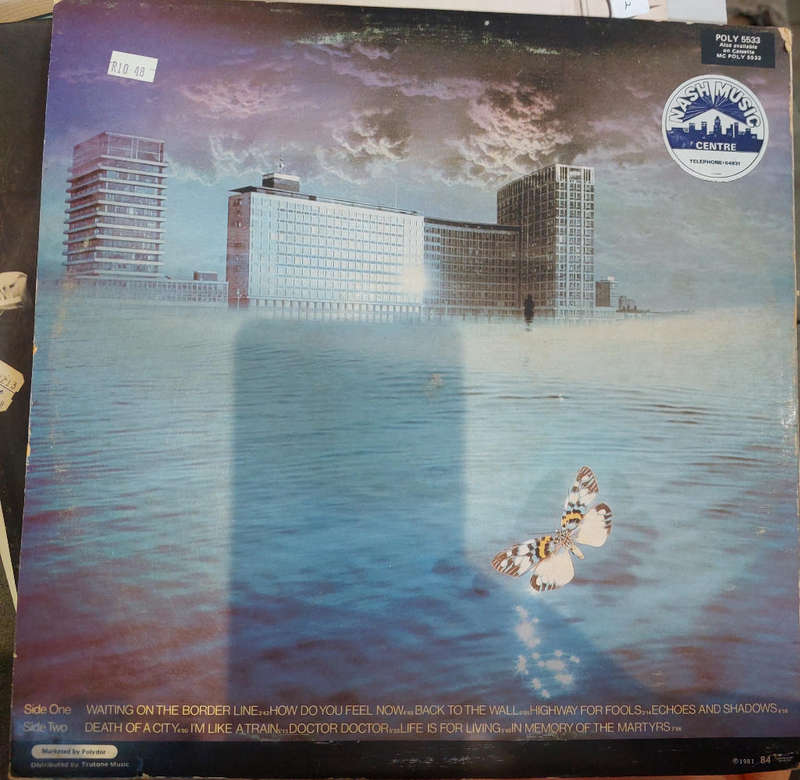 POLY 5533
Also available
on Cassette
MC POLY 5533
R10 48
NASH MUSIC
CENTRE
TELEPHONE: 64831
Side One WAITING ON THE BORDER LINE HOW DO YOU FEEL NOW BACK TO THE WALL HIGHWAY FOR FOOLS ECHOES AND SHADOWS
Side Two DEATH OF A CITY I'M LIKE A TRAIN DOCTOR DOCTOR LIFE IS FOR LIVING IN MEMORY OF THE MARTYRS
Marketed by Polydor
Distributed by Trutone Music
©1981 84